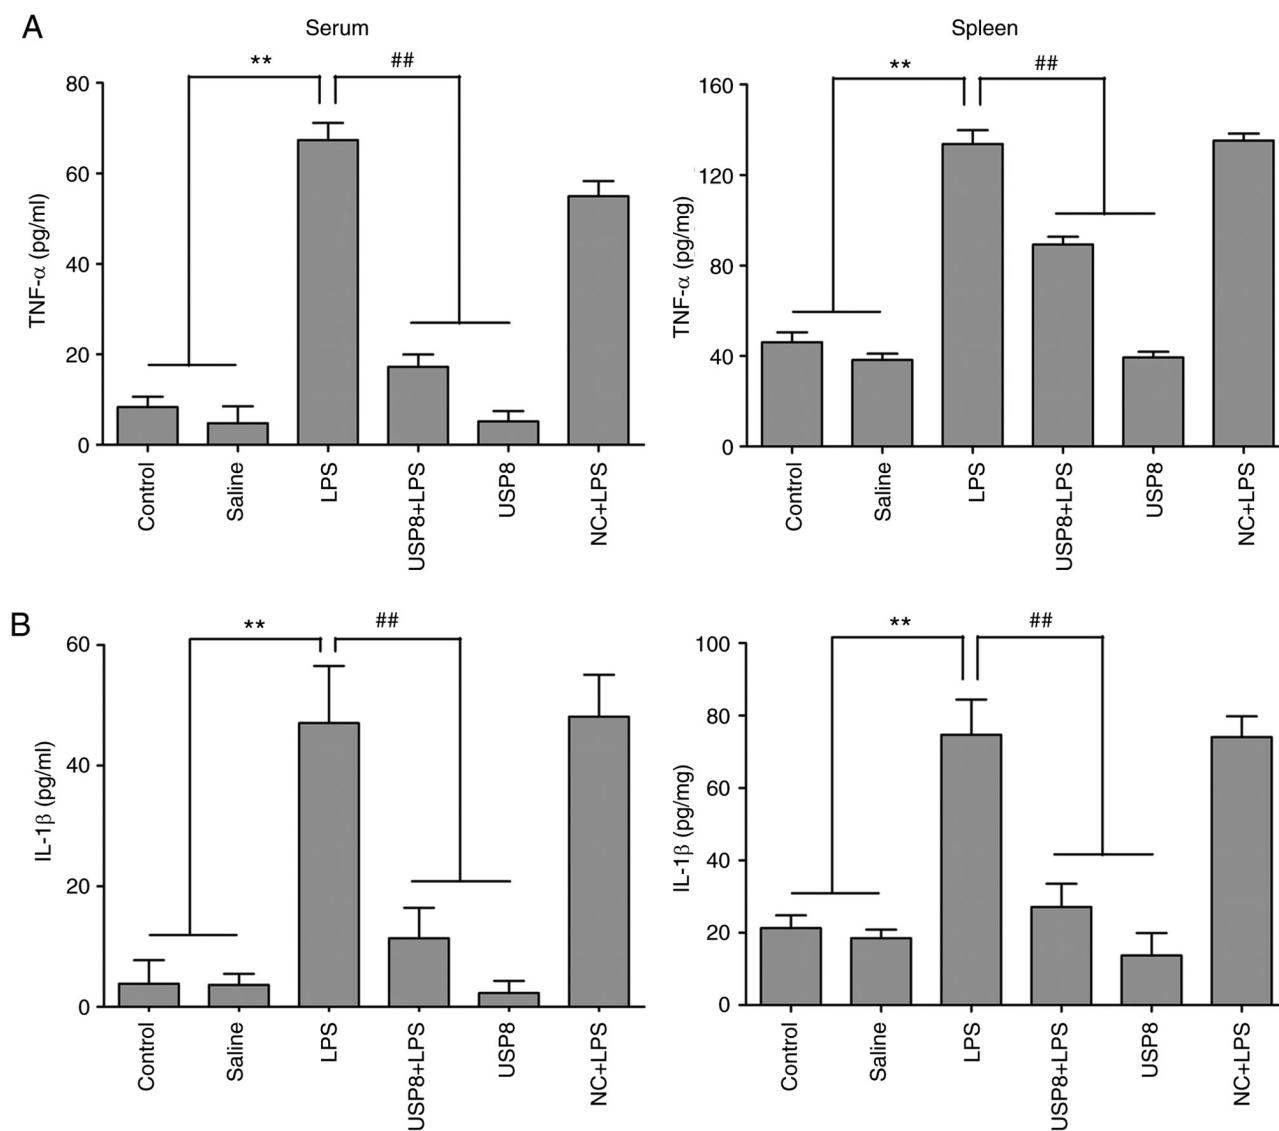 A
Serum
Spleen
** ##
** ##
TNF-α (pg/ml)
80
60
40
20
0
Control
Saline
LPS
USP8+LPS
USP8
NC+LPS
TNF-α (pg/mg)
160
120
80
40
0
Control
Saline
LPS
USP8+LPS
USP8
NC+LPS
B
** ##
** ##
IL-1β (pg/ml)
60
40
20
0
Control
Saline
LPS
USP8+LPS
USP8
NC+LPS
IL-1β (pg/mg)
100
80
60
40
20
0
Control
Saline
LPS
USP8+LPS
USP8
NC+LPS